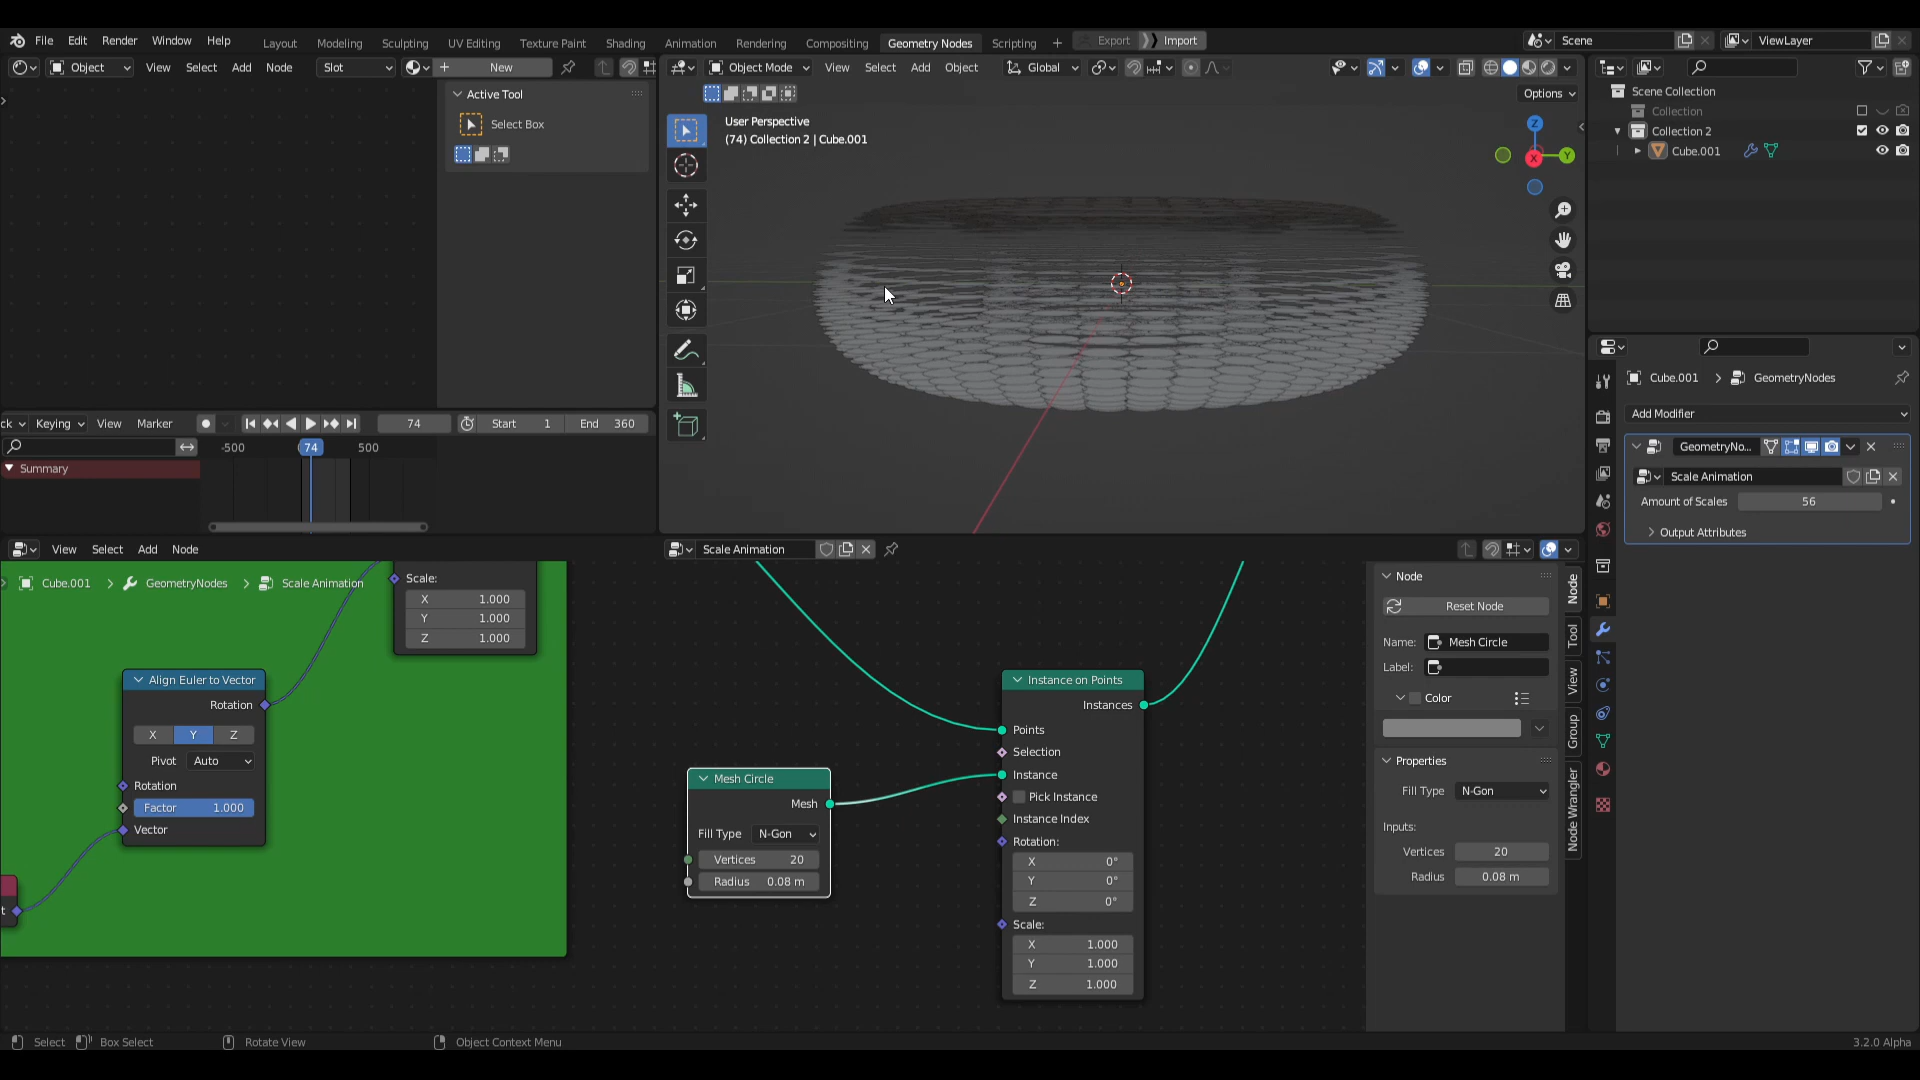 File Edit Render Window Help
Layout Modeling Sculpting UV Editing Texture Paint Shading Animation Rendering Compositing Geometry Nodes Scripting + Export Import
Scene ViewLayer
Object View Select Add Node Slot New
Active Tool
Select Box
Object Mode View Select Add Object Global
Options
User Perspective
(74) Collection 2 | Cube.001
Z
Y
X
Scene Collection
Collection
Collection 2
Cube.001
Cube.001 > GeometryNodes
Add Modifier
GeometryNo...
Scale Animation
Amount of Scales 56
Output Attributes
ck Keying View Marker 74 Start 1 End 360
-500 74 500
Summary
View Select Add Node Scale Animation
Cube.001 > GeometryNodes > Scale Animation
Scale:
X 1.000
Y 1.000
Z 1.000
Align Euler to Vector
Rotation
X Y Z
Pivot Auto
Rotation
Factor 1.000
Vector
t
Mesh Circle
Mesh
Fill Type N-Gon
Vertices 20
Radius 0.08 m
Instance on Points
Instances
Points
Selection
Instance
Pick Instance
Instance Index
Rotation:
X 0°
Y 0°
Z 0°
Scale:
X 1.000
Y 1.000
Z 1.000
Node
Reset Node
Name: Mesh Circle
Label:
Color
Properties
Fill Type N-Gon
Inputs:
Vertices 20
Radius 0.08 m
Node
Tool
View
Group
Node Wrangler
Select Box Select Rotate View Object Context Menu 3.2.0 Alpha